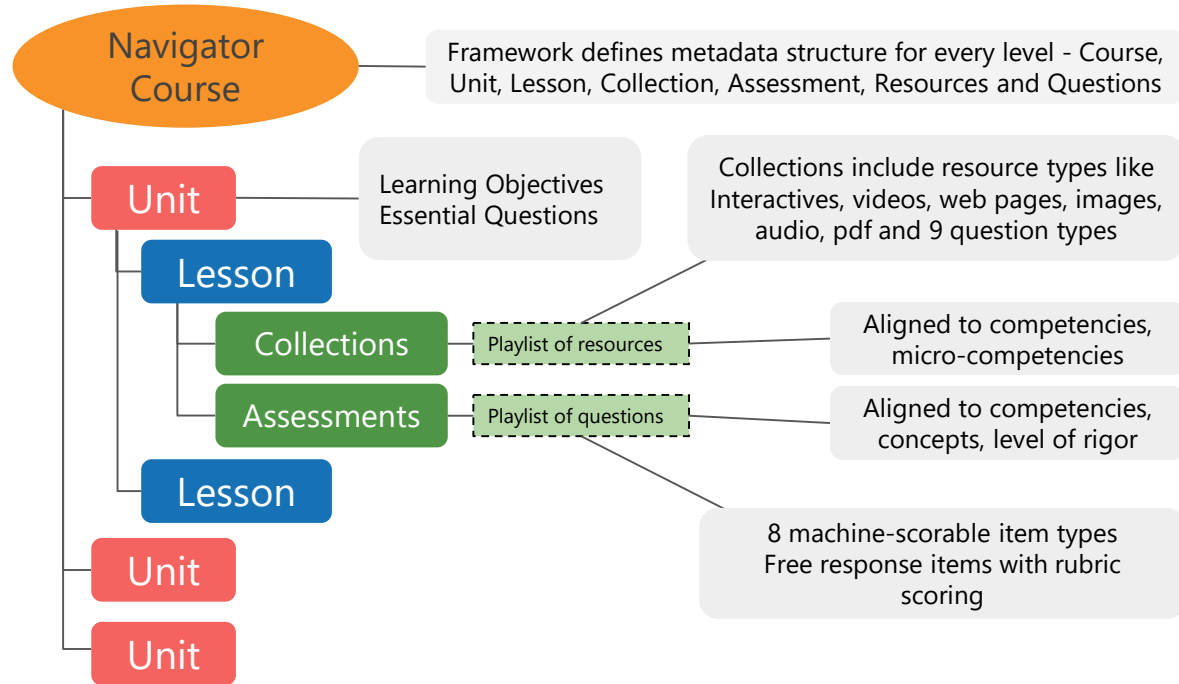 Navigator
Course
Framework defines metadata structure for every level - Course,
Unit, Lesson, Collection, Assessment, Resources and Questions
Unit
Learning Objectives
Essential Questions
Collections include resource types like
Interactives, videos, web pages, images,
audio, pdf and 9 question types
Lesson
Collections
Playlist of resources
Aligned to competencies,
micro-competencies
Assessments
Playlist of questions
Aligned to competencies,
concepts, level of rigor
Lesson
8 machine-scorable item types
Free response items with rubric
scoring
Unit
Unit